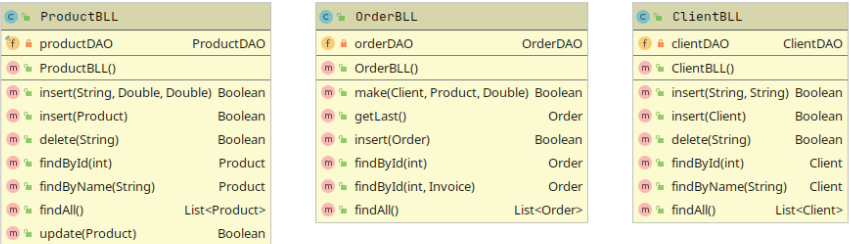 ProductBLL
productDAO ProductDAO
ProductBLL()
insert(String, Double, Double) Boolean
insert(Product) Boolean
delete(String) Boolean
findById(int) Product
findByName(String) Product
findAll() List<Product>
update(Product) Boolean
OrderBLL
orderDAO OrderDAO
OrderBLL()
make(Client, Product, Double) Boolean
getLast() Order
insert(Order) Boolean
findById(int) Order
findById(int, Invoice) Order
findAll() List<Order>
ClientBLL
clientDAO ClientDAO
ClientBLL()
insert(String, String) Boolean
insert(Client) Boolean
delete(String) Boolean
findById(int) Client
findByName(String) Client
findAll() List<Client>